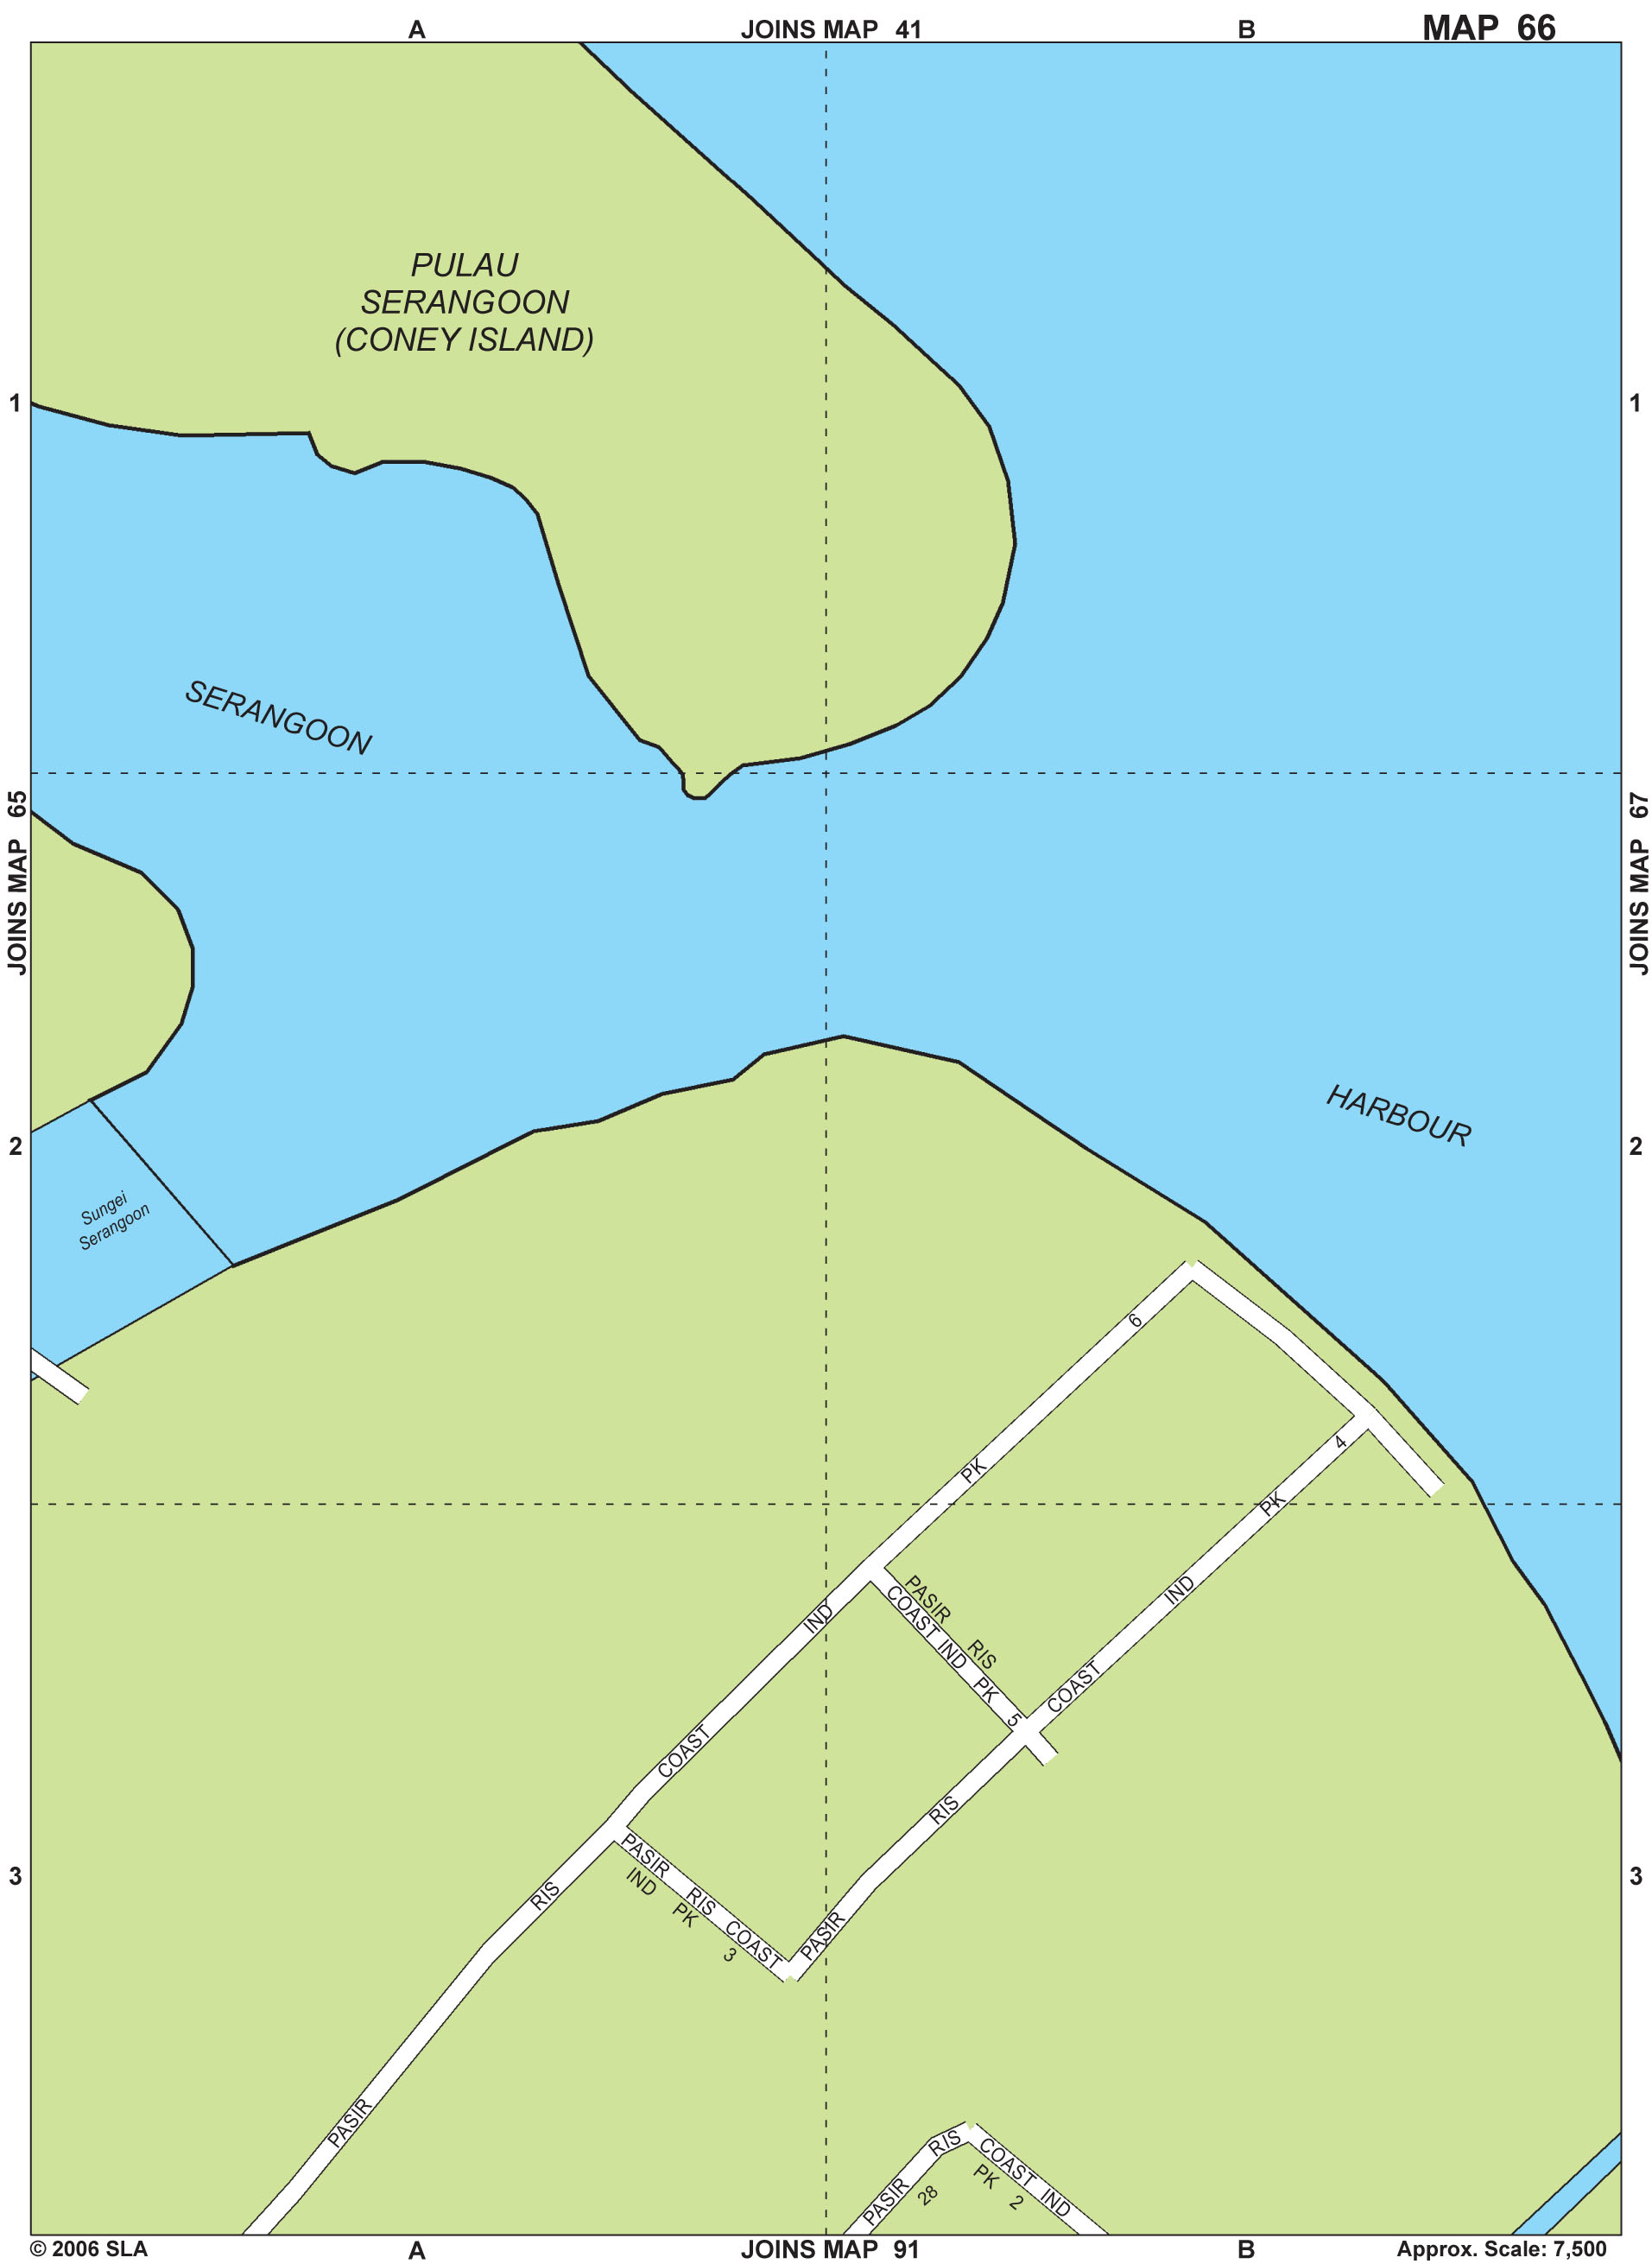 A JOINS MAP 41 B MAP 66
PULAU
SERANGOON
(CONEY ISLAND)
1 1
SERANGOON
JOINS MAP 65
JOINS MAP 67
HARBOUR
2 2
Sungei
Serangoon
PASIR RIS COAST IND PK 6
PASIR RIS COAST IND PK 4
PASIR RIS
COAST IND PK 5
3 3
PASIR RIS COAST
IND PK 3
PASIR RIS COAST IND
28 PK 2
© 2006 SLA A JOINS MAP 91 B Approx. Scale: 7,500